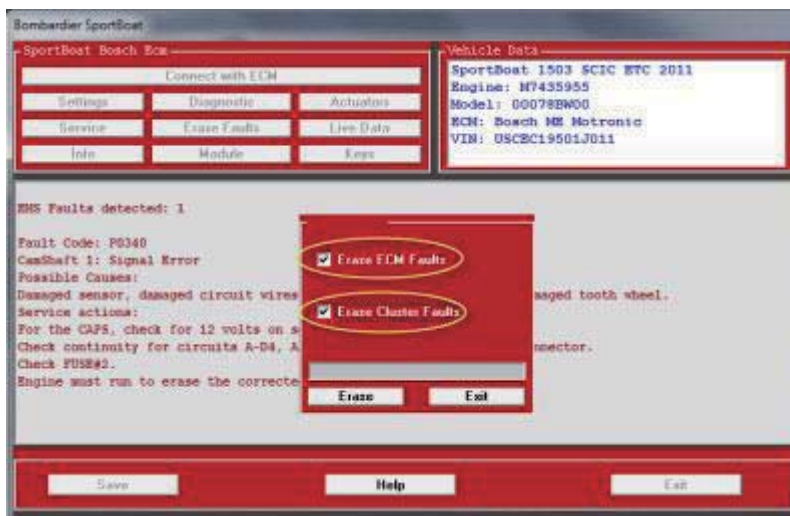 Bombardier SportBoat
SportBoat Bosch Ecm
Connect with ECM
Settings
Diagnostic
Actuators
Service
Erase Faults
Live Data
Info
Module
Keys
Vehicle Data
SportBoat 1503 SCIC ETC 2011
Engine: M7435955
Model: 00078BW00
ECM: Bosch ME Motronic
VIN: USCEC19501J011
EMS Faults detected: 1
Fault Code: P0340
CamShaft 1: Signal Error
Possible Causes:
Damaged sensor, damaged circuit wires maged tooth wheel.
Service actions:
For the CAPS, check for 12 volts on s
Check continuity for circuits A-D4, A nnector.
Check FUSE#2.
Engine must run to erase the correcte
Erase ECM Faults
Erase Cluster Faults
Erase
Exit
Save
Help
Exit